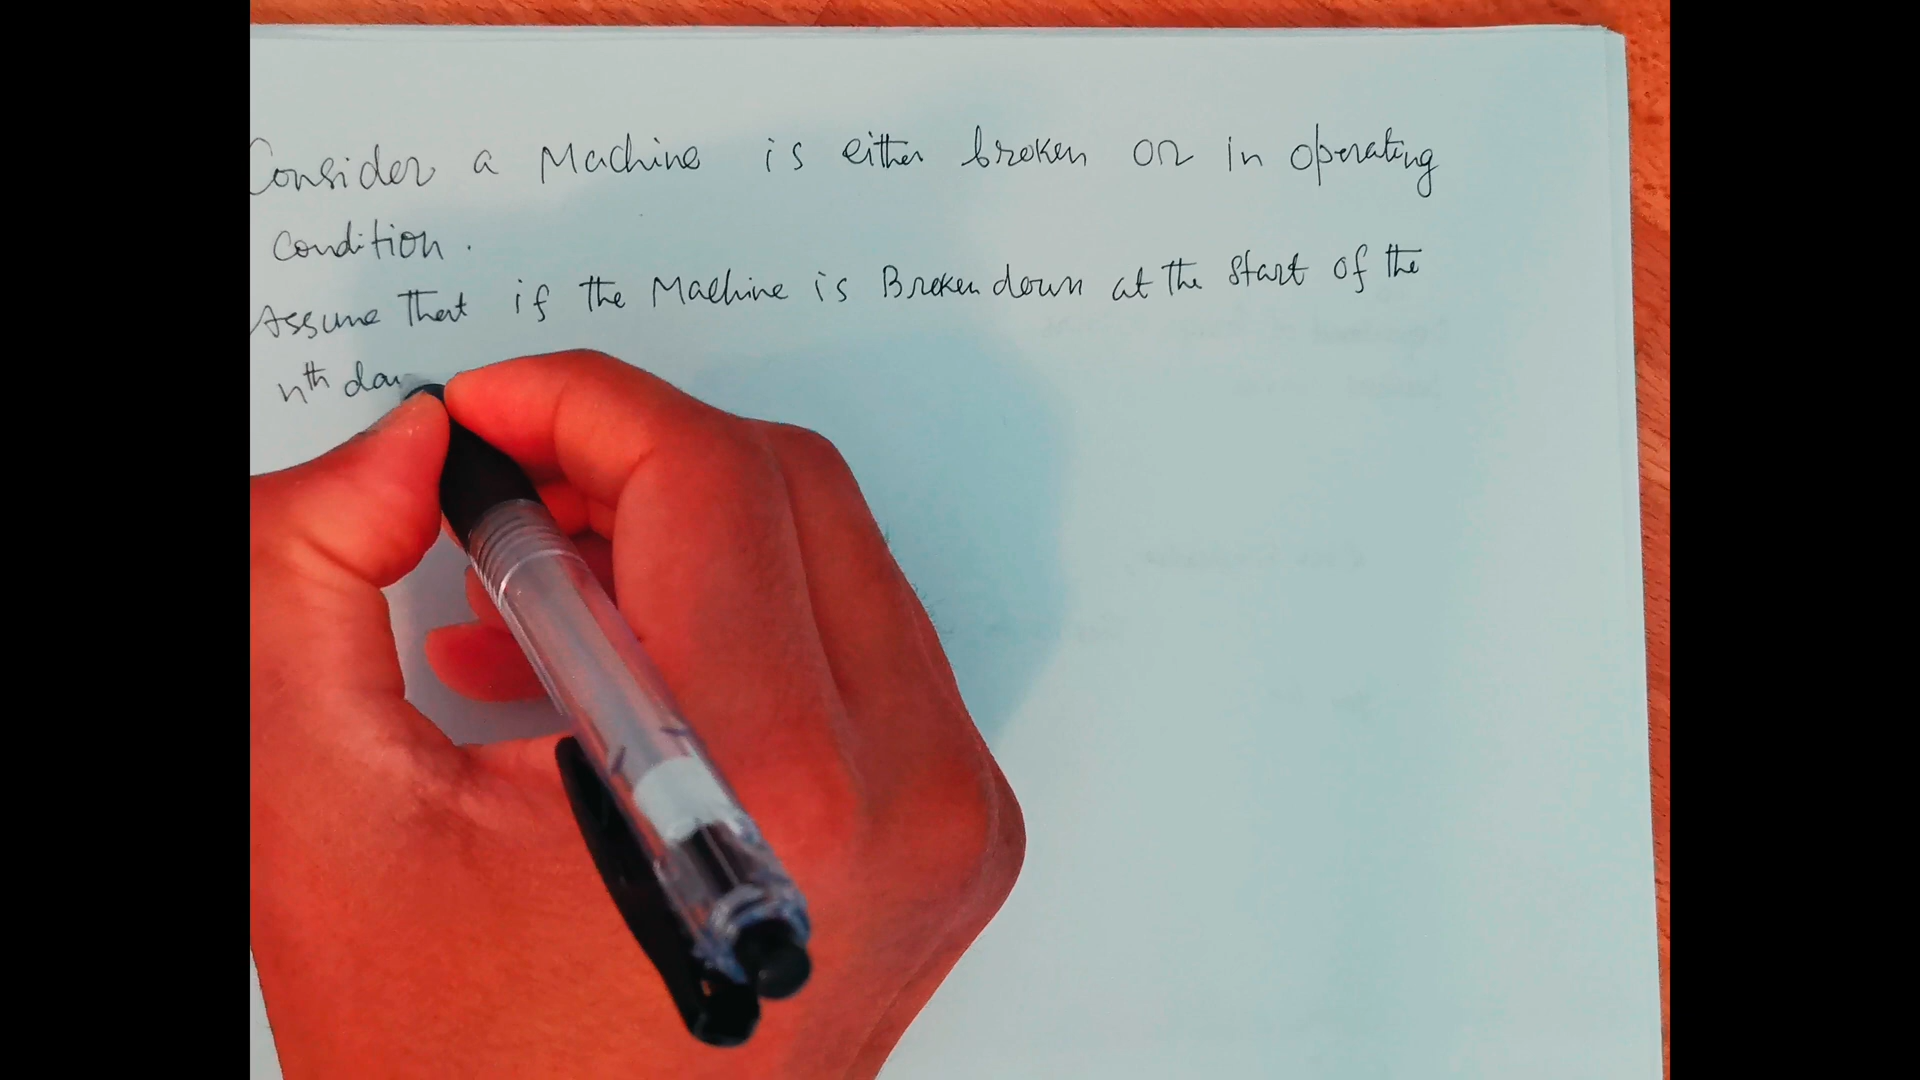 Consider a Machine is either broken or in operating
condition.
Assume that if the Machine is Broken down at the start of the
nth day